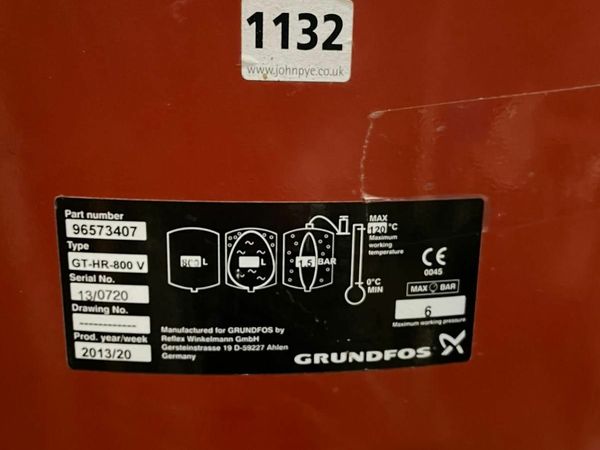 1132
www.johnpye.co.uk
Part number
96573407
Type
GT-HR-800 V
Serial No.
13/0720
Drawing No.
------------
Prod. year/week
2013/20
800 L
L
1.5 BAR
MAX
120 °C
Maximum
working
temperature
0°C
MIN
CE
0045
MAX BAR
6
Maximum working pressure
Manufactured for GRUNDFOS by
Reflex Winkelmann GmbH
Gersteinstrasse 19 D-59227 Ahlen
Germany
GRUNDFOS